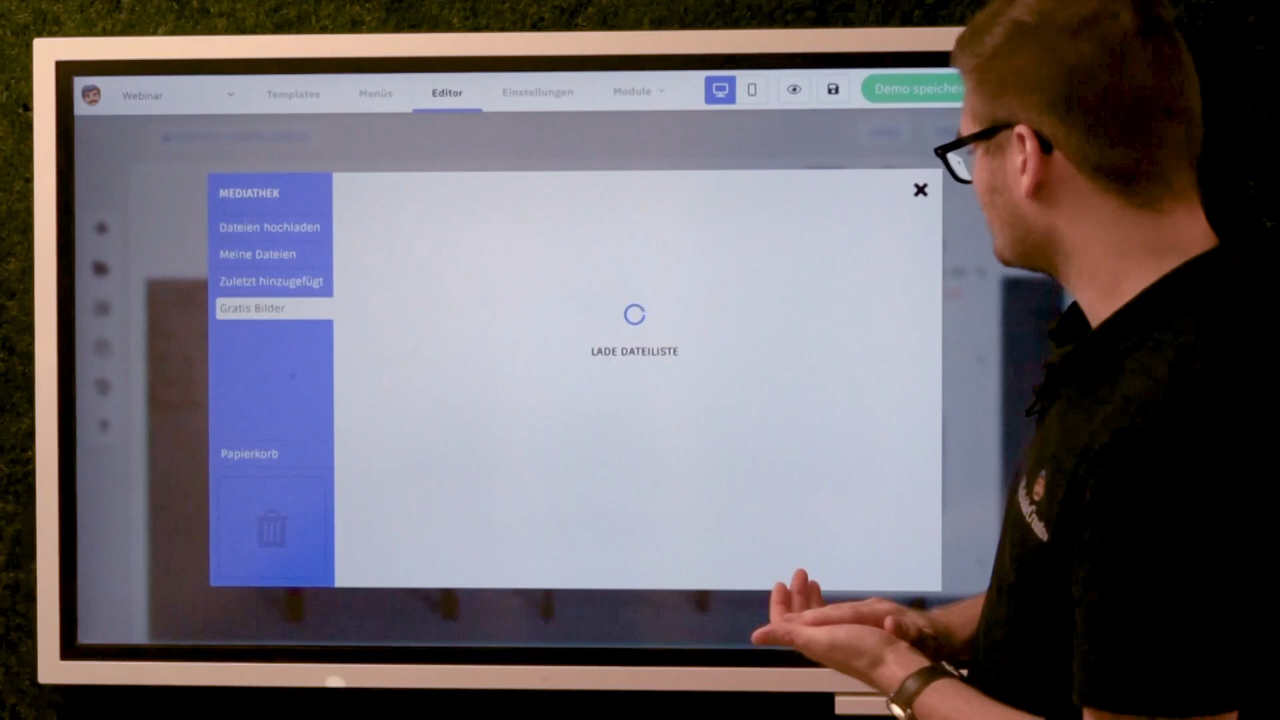 Webinar
Templates
Menüs
Editor
Einstellungen
Module
Demo speicher
MEDIATHEK
Dateien hochladen
Meine Dateien
Zuletzt hinzugefügt
Gratis Bilder
LADE DATEILISTE
Papierkorb